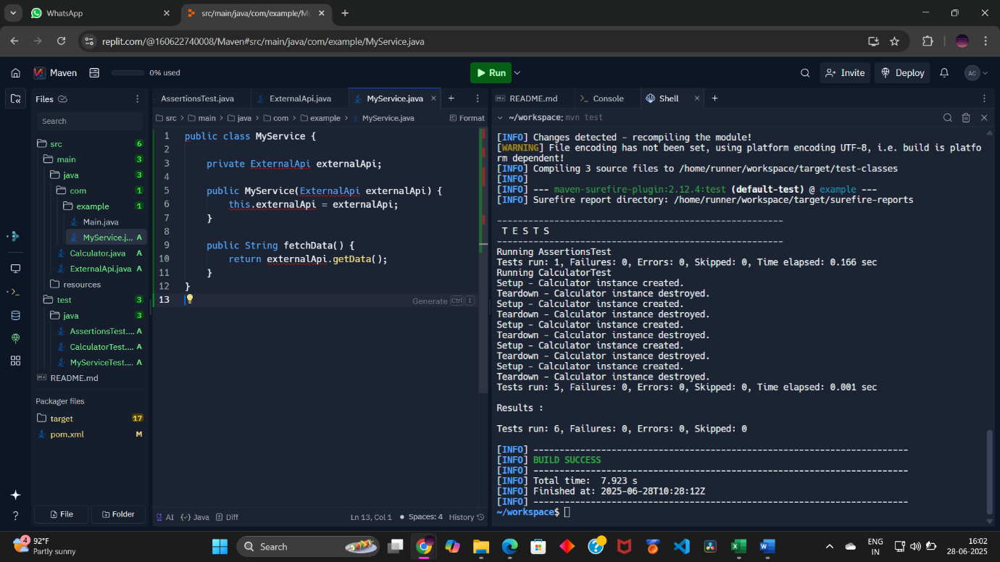 WhatsApp
src/main/java/com/example/My
replit.com/@160622740008/Maven#src/main/java/com/example/MyService.java
Maven
0% used
Run
Invite
Deploy
AC
Files
Search
src 6
main 3
java 3
com 1
example 1
Main.java
MyService.j... A
Calculator.java A
ExternalApi.java A
resources
test 3
java 3
AssertionsTest.... A
CalculatorTest.... A
MyServiceTest.... A
README.md
Packager files
target 17
pom.xml M
File
Folder
AssertionsTest.java
ExternalApi.java
MyService.java
src > main > java > com > example > MyService.java
Format
1 public class MyService {
2
3 private ExternalApi externalApi;
4
5 public MyService(ExternalApi externalApi) {
6 this.externalApi = externalApi;
7 }
8
9 public String fetchData() {
10 return externalApi.getData();
11 }
12 }
13 Generate Ctrl I
AI
Java
Diff
Ln 13, Col 1
Spaces: 4
History
README.md
Console
Shell
~/workspace: mvn test
[INFO] Changes detected - recompiling the module!
[WARNING] File encoding has not been set, using platform encoding UTF-8, i.e. build is platfo
rm dependent!
[INFO] Compiling 3 source files to /home/runner/workspace/target/test-classes
[INFO]
[INFO] --- maven-surefire-plugin:2.12.4:test (default-test) @ example ---
[INFO] Surefire report directory: /home/runner/workspace/target/surefire-reports
-------------------------------------------------------
T E S T S
-------------------------------------------------------
Running AssertionsTest
Tests run: 1, Failures: 0, Errors: 0, Skipped: 0, Time elapsed: 0.166 sec
Running CalculatorTest
Setup - Calculator instance created.
Teardown - Calculator instance destroyed.
Setup - Calculator instance created.
Teardown - Calculator instance destroyed.
Setup - Calculator instance created.
Teardown - Calculator instance destroyed.
Setup - Calculator instance created.
Teardown - Calculator instance destroyed.
Setup - Calculator instance created.
Teardown - Calculator instance destroyed.
Tests run: 5, Failures: 0, Errors: 0, Skipped: 0, Time elapsed: 0.001 sec
Results :
Tests run: 6, Failures: 0, Errors: 0, Skipped: 0
[INFO] ------------------------------------------------------------------------
[INFO] BUILD SUCCESS
[INFO] ------------------------------------------------------------------------
[INFO] Total time: 7.923 s
[INFO] Finished at: 2025-06-28T10:28:12Z
[INFO] ------------------------------------------------------------------------
~/workspace$
4
92°F
Partly sunny
Search
ENG
IN
16:02
28-06-2025